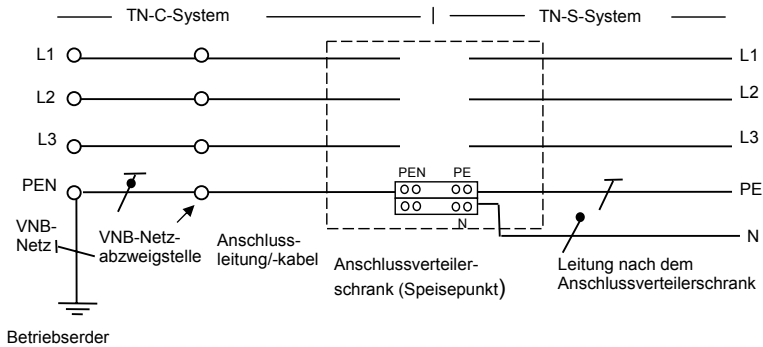 TN-C-System TN-S-System
L1 L1
L2 L2
L3 L3
PEN PEN PE PE
N N
VNB-
Netz
VNB-Netz-
abzweigstelle
Anschluss-
leitung/-kabel
Anschlussverteiler-
schrank (Speisepunkt)
Leitung nach dem
Anschlussverteilerschrank
Betriebserder